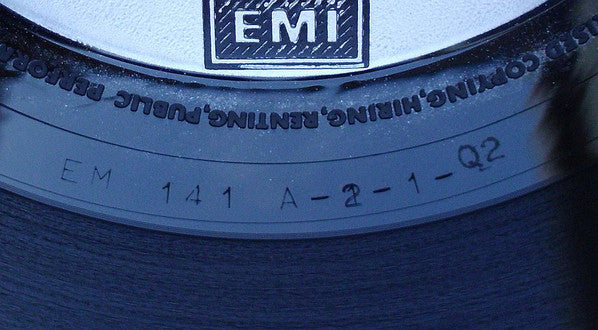 EMI
COPYING,HIRING,RENTING,PUBLIC
EM 141 A-2-1-Q2